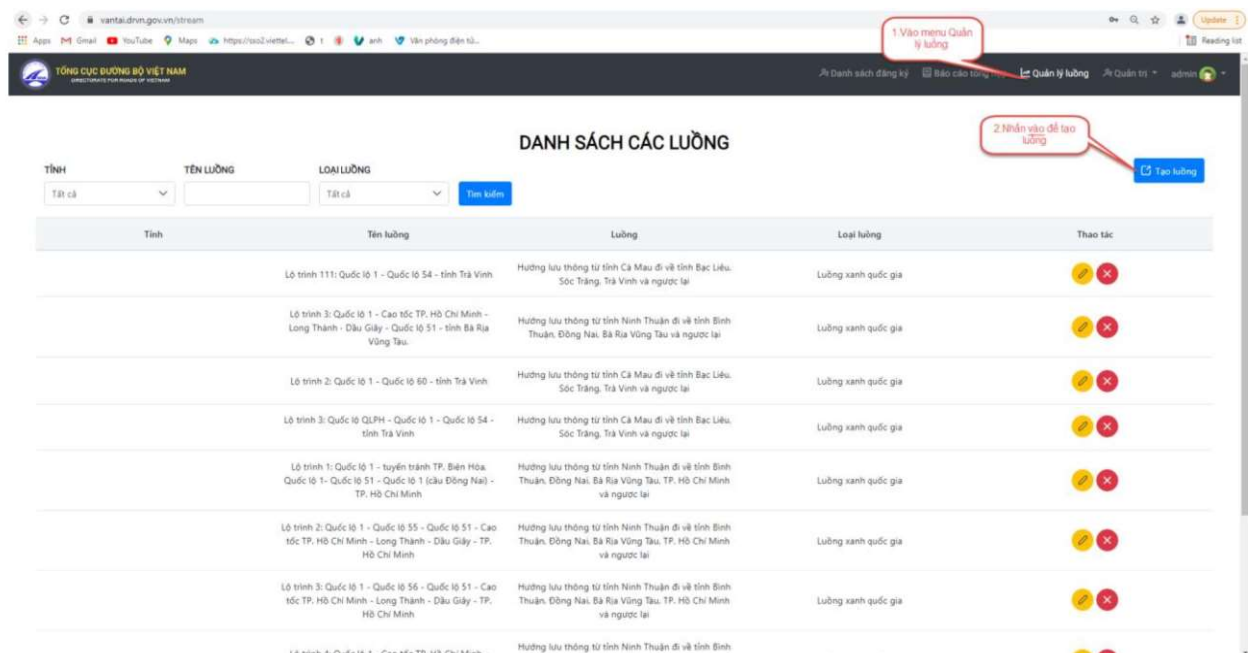 vantai.drvn.gov.vn/stream
Update
Apps Gmail YouTube Maps https://sso2.viettel... t anh Văn phòng điện tử...
Reading list
1.Vào menu Quản
lý luồng
TỔNG CỤC ĐƯỜNG BỘ VIỆT NAM
DIRECTORATE FOR ROADS OF VIETNAM
Danh sách đăng ký Báo cáo tổng Quản lý luồng Quản trị admin
2.Nhấn vào để tạo
luồng
DANH SÁCH CÁC LUỒNG
Tạo luồng
TỈNH TÊN LUỒNG LOẠI LUỒNG
Tất cả Tất cả Tìm kiếm
Tỉnh Tên luồng Luồng Loại luồng Thao tác
Lộ trình 111: Quốc lộ 1 - Quốc lộ 54 - tỉnh Trà Vinh
Hướng lưu thông từ tỉnh Cà Mau đi về tỉnh Bạc Liêu,
Sóc Trăng, Trà Vinh và ngược lại
Luồng xanh quốc gia
Lộ trình 3: Quốc lộ 1 - Cao tốc TP. Hồ Chí Minh -
Long Thành - Dầu Giây - Quốc lộ 51 - tỉnh Bà Rịa
Vũng Tàu.
Hướng lưu thông từ tỉnh Ninh Thuận đi về tỉnh Bình
Thuận, Đồng Nai, Bà Rịa Vũng Tàu và ngược lại
Luồng xanh quốc gia
Lộ trình 2: Quốc lộ 1 - Quốc lộ 60 - tỉnh Trà Vinh
Hướng lưu thông từ tỉnh Cà Mau đi về tỉnh Bạc Liêu,
Sóc Trăng, Trà Vinh và ngược lại
Luồng xanh quốc gia
Lộ trình 3: Quốc lộ QLPH - Quốc lộ 1 - Quốc lộ 54 -
tỉnh Trà Vinh
Hướng lưu thông từ tỉnh Cà Mau đi về tỉnh Bạc Liêu,
Sóc Trăng, Trà Vinh và ngược lại
Luồng xanh quốc gia
Lộ trình 1: Quốc lộ 1 - tuyến tránh TP. Biên Hòa,
Quốc lộ 1- Quốc lộ 51 - Quốc lộ 1 (cầu Đồng Nai) -
TP. Hồ Chí Minh
Hướng lưu thông từ tỉnh Ninh Thuận đi về tỉnh Bình
Thuận, Đồng Nai, Bà Rịa Vũng Tàu, TP. Hồ Chí Minh
và ngược lại
Luồng xanh quốc gia
Lộ trình 2: Quốc lộ 1 - Quốc lộ 55 - Quốc lộ 51 - Cao
tốc TP. Hồ Chí Minh - Long Thành - Dầu Giây - TP.
Hồ Chí Minh
Hướng lưu thông từ tỉnh Ninh Thuận đi về tỉnh Bình
Thuận, Đồng Nai, Bà Rịa Vũng Tàu, TP. Hồ Chí Minh
và ngược lại
Luồng xanh quốc gia
Lộ trình 3: Quốc lộ 1 - Quốc lộ 56 - Quốc lộ 51 - Cao
tốc TP. Hồ Chí Minh - Long Thành - Dầu Giây - TP.
Hồ Chí Minh
Hướng lưu thông từ tỉnh Ninh Thuận đi về tỉnh Bình
Thuận, Đồng Nai, Bà Rịa Vũng Tàu, TP. Hồ Chí Minh
và ngược lại
Luồng xanh quốc gia
Hướng lưu thông từ tỉnh Ninh Thuận đi về tỉnh Bình